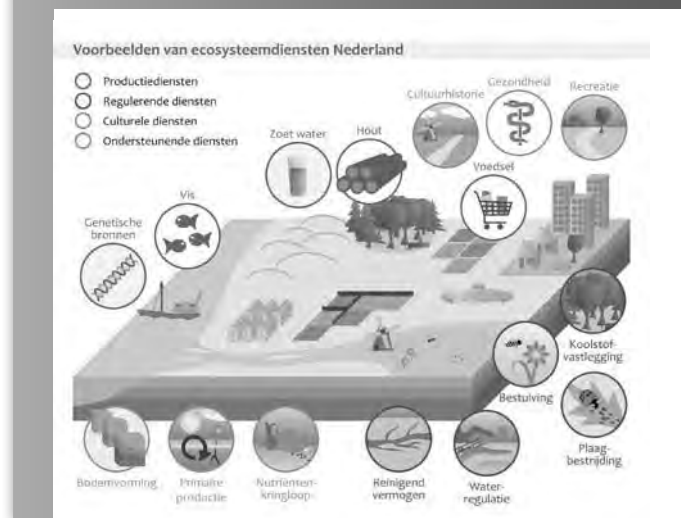 Voorbeelden van ecosysteemdiensten Nederland
Productiediensten
Regulerende diensten
Culturele diensten
Ondersteunende diensten
Gezondheid
Cultuurhistorie
Recreatie
Zoet water
Hout
Voedsel
Vis
Genetische
bronnen
Koolstof-
vastlegging
Bestuiving
Plaag-
bestrijding
Bodemvorming
Primaire
productie
Nutriënten-
kringloop
Reinigend
vermogen
Water-
regulatie